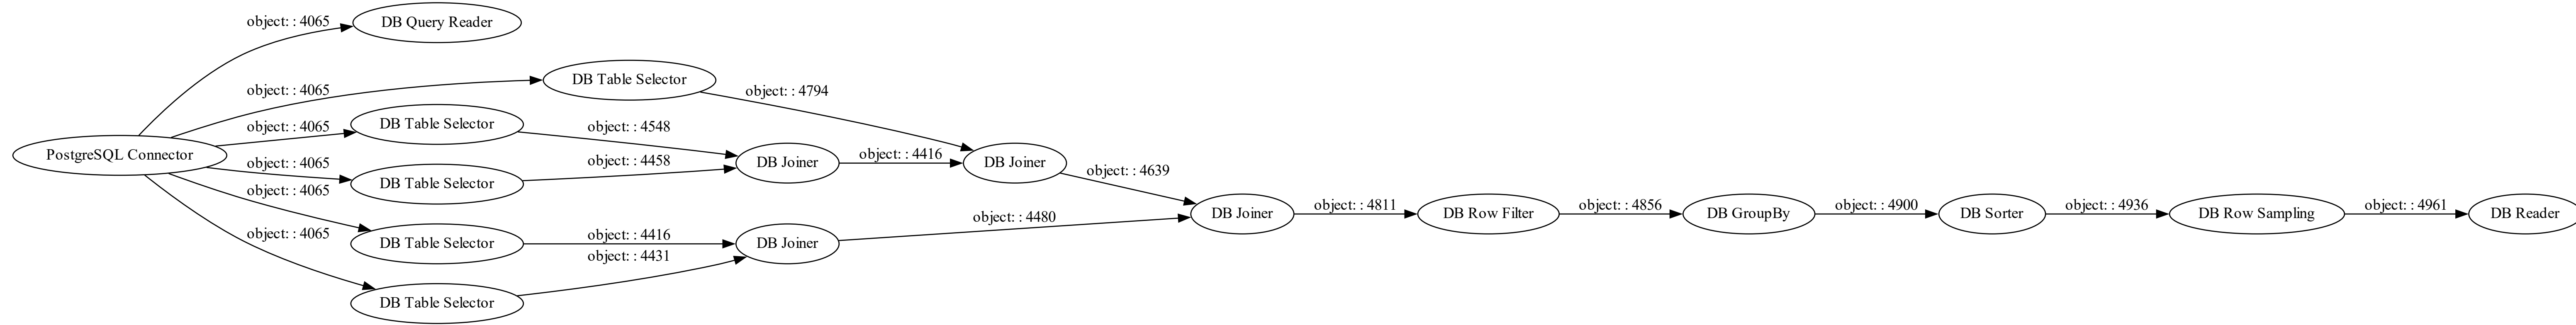 object: : 4065
DB Query Reader
object: : 4065
DB Table Selector
object: : 4794
object: : 4065
DB Table Selector
object: : 4548
PostgreSQL Connector
object: : 4065
DB Table Selector
object: : 4458
DB Joiner
object: : 4416
DB Joiner
object: : 4639
object: : 4065
DB Table Selector
object: : 4416
DB Joiner
object: : 4480
DB Joiner
object: : 4811
DB Row Filter
object: : 4856
DB GroupBy
object: : 4900
DB Sorter
object: : 4936
DB Row Sampling
object: : 4961
DB Reader
object: : 4065
DB Table Selector
object: : 4431